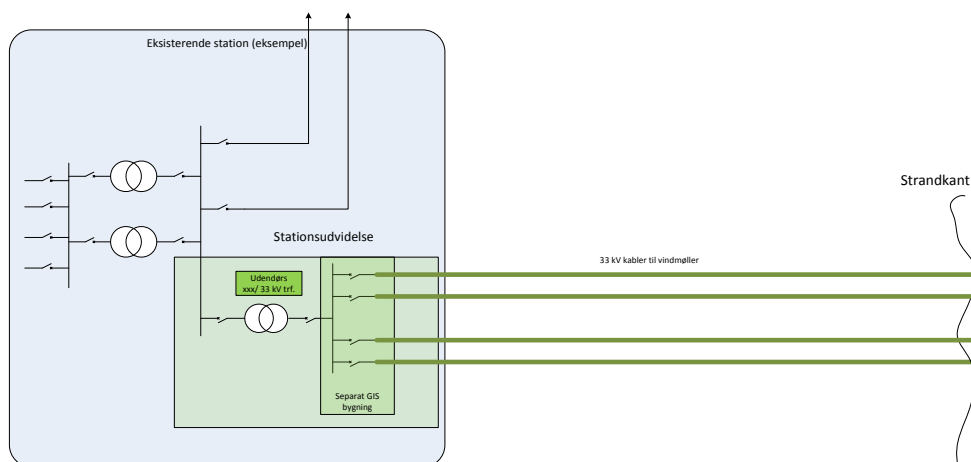 Eksisterende station (eksempel)
Strandkant
Stationsudvidelse
33 kV kabler til vindmøller
Udendørs
xxx/ 33 kV trf.
Separat GIS
bygning